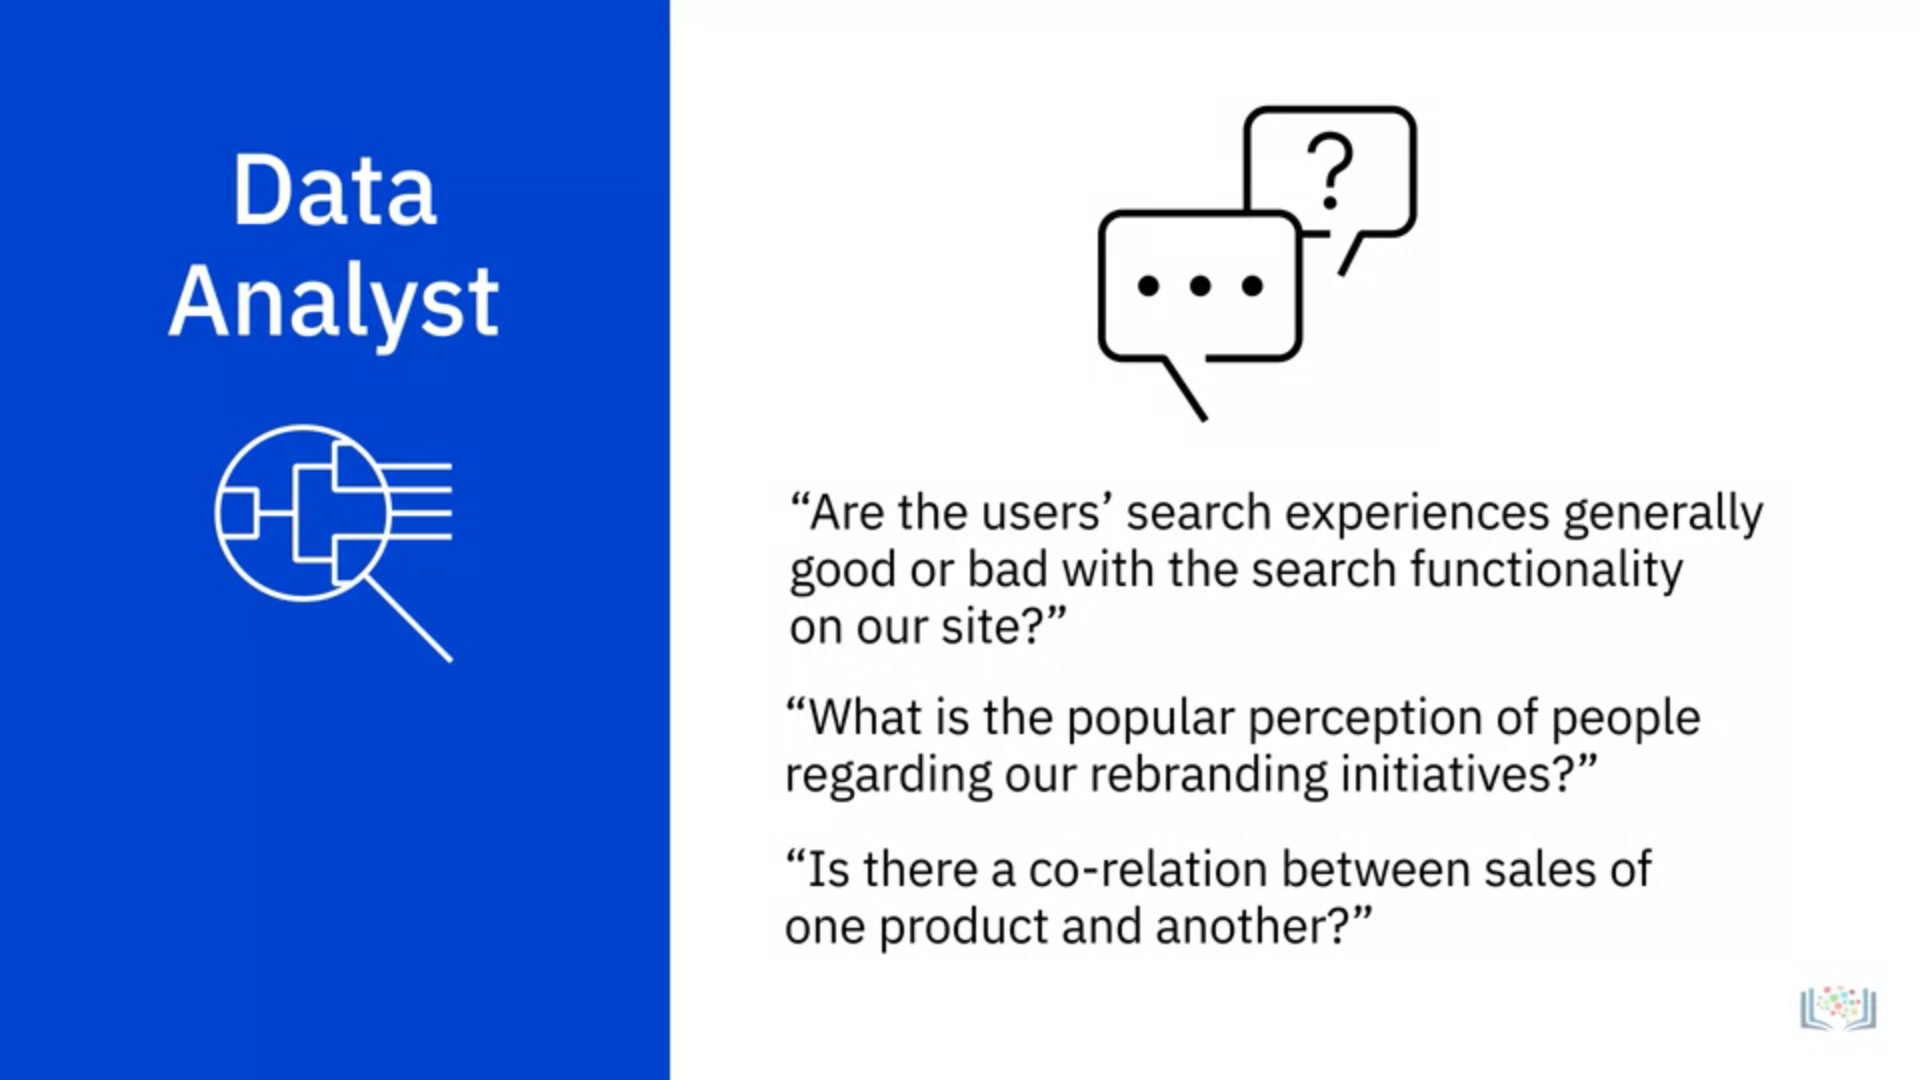 Data
Analyst
?
“Are the users’ search experiences generally
good or bad with the search functionality
on our site?”
“What is the popular perception of people
regarding our rebranding initiatives?”
“Is there a co-relation between sales of
one product and another?”